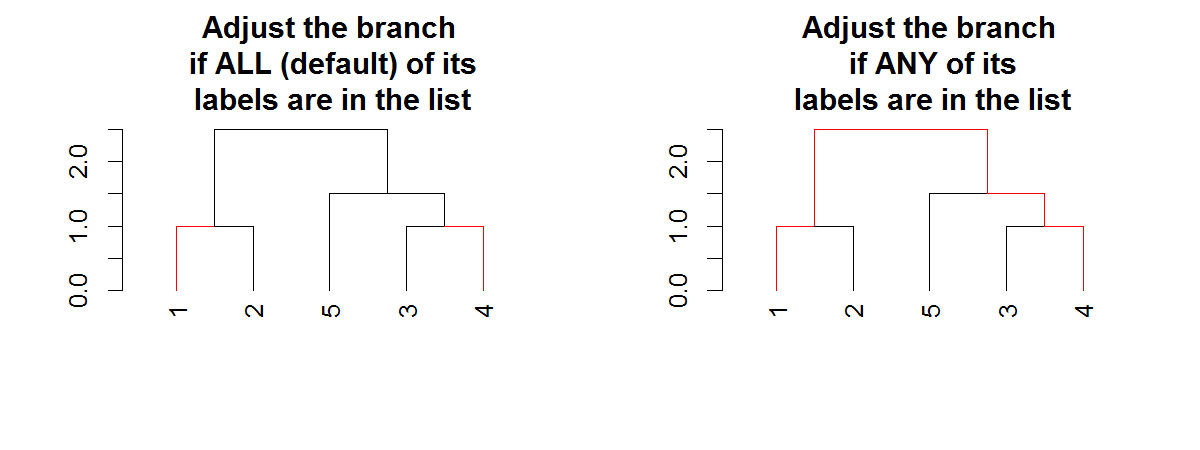 Adjust the branch
if ALL (default) of its
labels are in the list
0.0 1.0 2.0
1 2 5 3 4
Adjust the branch
if ANY of its
labels are in the list
0.0 1.0 2.0
1 2 5 3 4